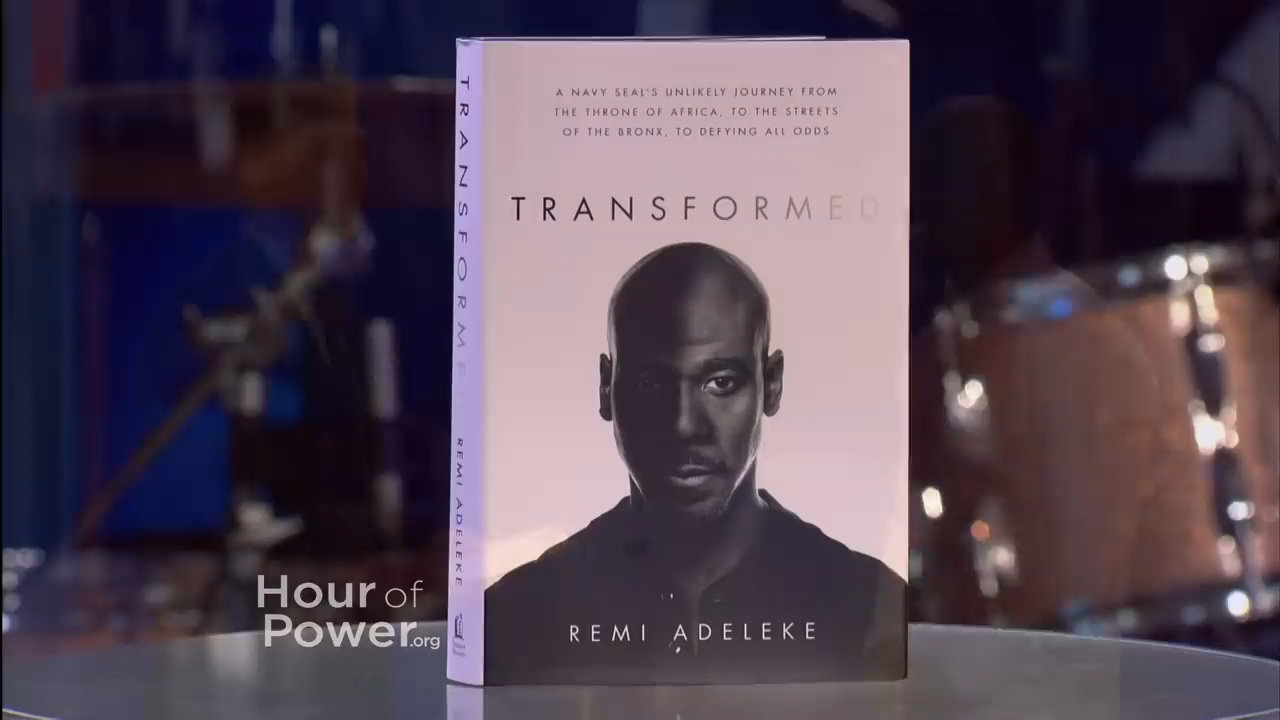 A NAVY SEAL'S UNLIKELY JOURNEY FROM
THE THRONE OF AFRICA, TO THE STREETS
OF THE BRONX, TO DEFYING ALL ODDS
TRANSFORMED
REMI ADELEKE
TRANSFORME
REMI ADELEKE
Hour of
Power.org